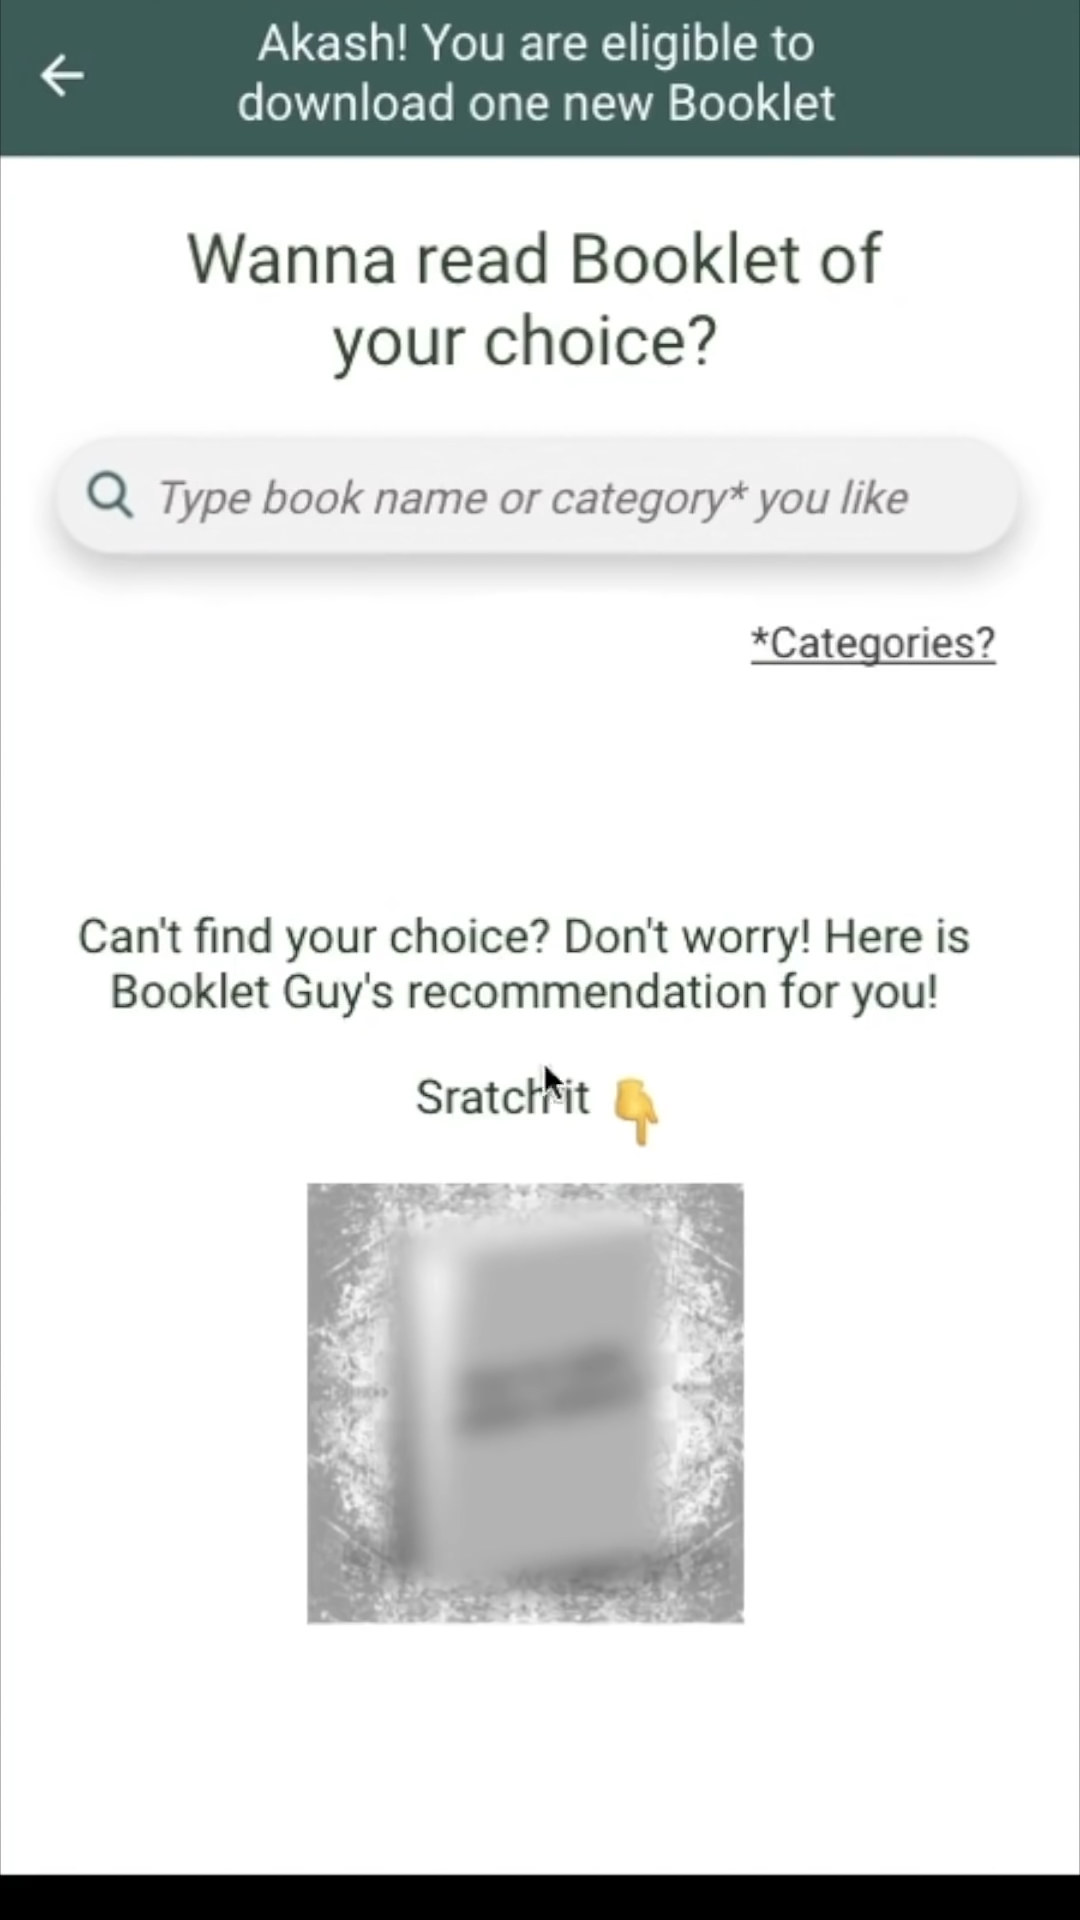 Akash! You are eligible to
download one new Booklet
Wanna read Booklet of
your choice?
Type book name or category* you like
*Categories?
Can't find your choice? Don't worry! Here is
Booklet Guy's recommendation for you!
Sratch it 👇